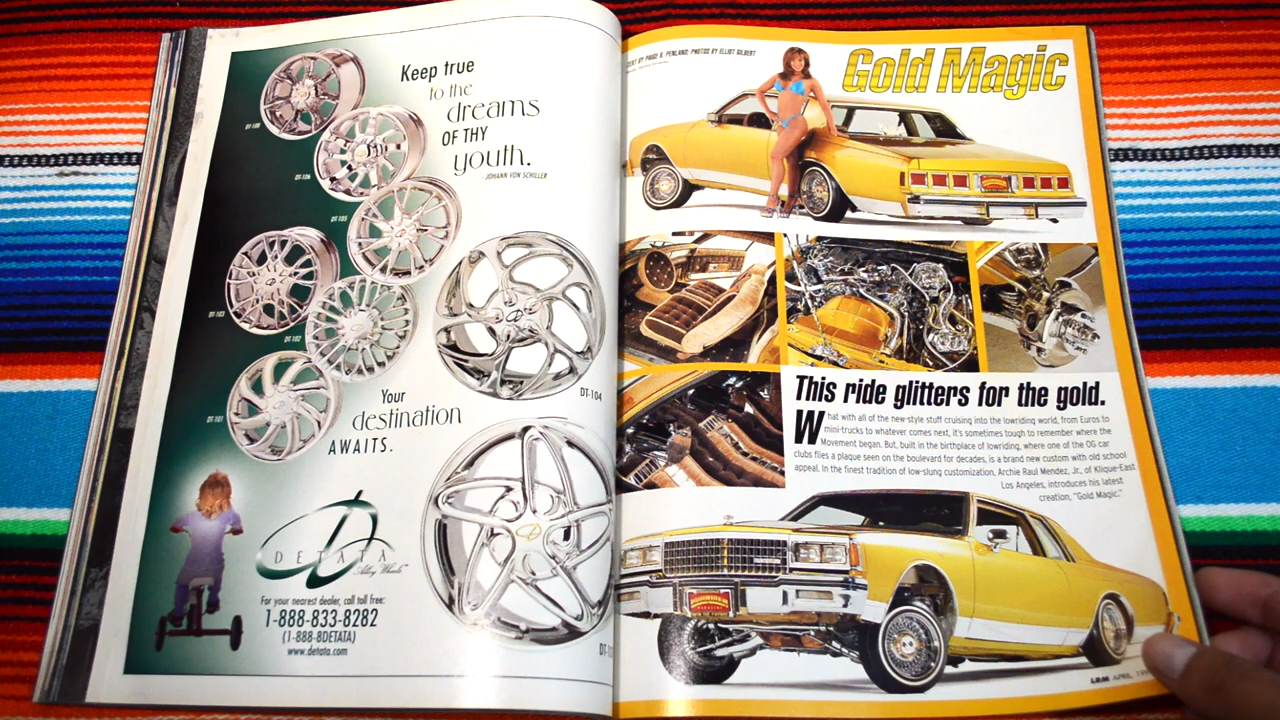 Keep true
to the
dreams
OF THY
youth.
- JOHANN VON SCHILLER
DT-108
DT-106
DT-105
DT-103
DT-102
DT-101
DT-104
Your
destination
AWAITS.
D
DETATA
Alloy Wheels™
For your nearest dealer, call toll free:
1-888-833-8282
(1-888-8DETATA)
www.detata.com
BY PAIGE R. PENLAND; PHOTOS BY ELLIOT GILBERT
Gold Magic
This ride glitters for the gold.
What with all of the new-style stuff cruising into the lowriding world, from Euros to
mini-trucks to whatever comes next, it's sometimes tough to remember where the
Movement began. But, built in the birthplace of lowriding, where one of the OG car
clubs flies a plaque seen on the boulevard for decades, is a brand new custom with old school
appeal. In the finest tradition of low-slung customization, Archie Raul Mendez, Jr., of Klique-East
Los Angeles, introduces his latest
creation, "Gold Magic."
LOWRIDER
MAGAZINE
LRM APRIL,